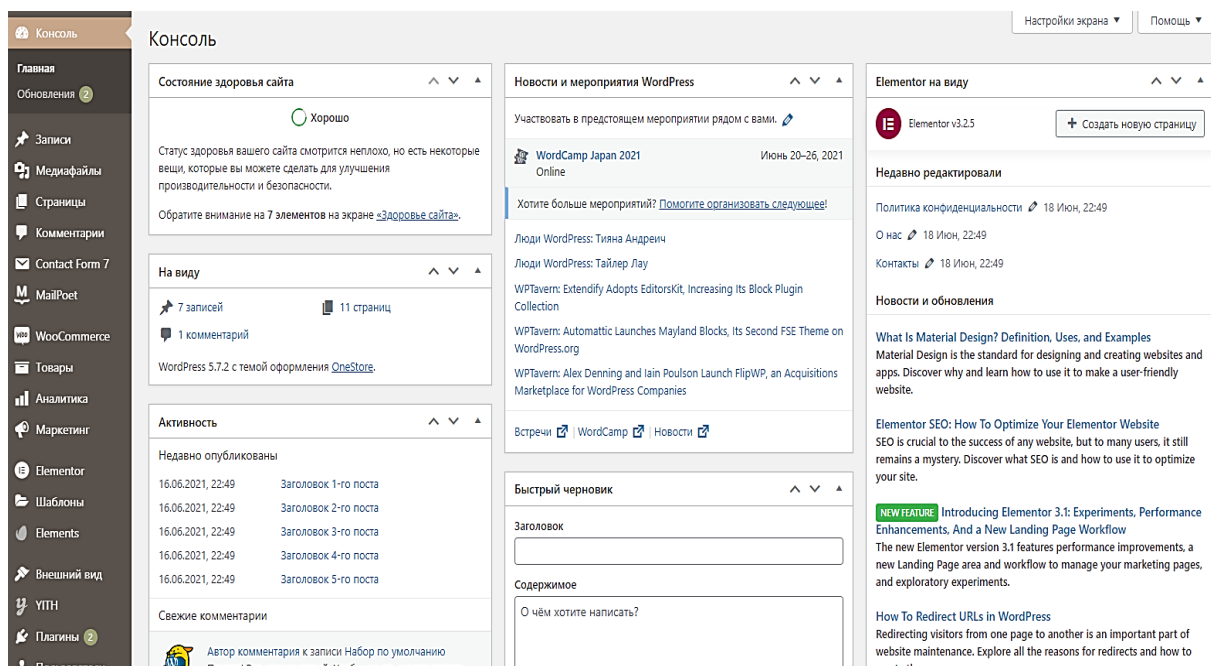 Консоль
Главная
Обновления 2
Записи
Медиафайлы
Страницы
Комментарии
Contact Form 7
MailPoet
WooCommerce
Товары
Аналитика
Маркетинг
Elementor
Шаблоны
Elements
Внешний вид
YITH
Плагины 2
Настройки экрана
Помощь
Консоль
Состояние здоровья сайта
Хорошо
Статус здоровья вашего сайта смотрится неплохо, но есть некоторые
вещи, которые вы можете сделать для улучшения
производительности и безопасности.
Обратите внимание на 7 элементов на экране «Здоровье сайта».
На виду
7 записей
11 страниц
1 комментарий
WordPress 5.7.2 с темой оформления OneStore.
Активность
Недавно опубликованы
16.06.2021, 22:49 Заголовок 1-го поста
16.06.2021, 22:49 Заголовок 2-го поста
16.06.2021, 22:49 Заголовок 3-го поста
16.06.2021, 22:49 Заголовок 4-го поста
16.06.2021, 22:49 Заголовок 5-го поста
Свежие комментарии
Автор комментария к записи Набор по умолчанию
Новости и мероприятия WordPress
Участвовать в предстоящем мероприятии рядом с вами.
WordCamp Japan 2021 Июнь 20–26, 2021
Online
Хотите больше мероприятий? Помогите организовать следующее!
Люди WordPress: Тияна Андреич
Люди WordPress: Тайлер Лау
WPTavern: Extendify Adopts EditorsKit, Increasing Its Block Plugin
Collection
WPTavern: Automattic Launches Mayland Blocks, Its Second FSE Theme on
WordPress.org
WPTavern: Alex Denning and Iain Poulson Launch FlipWP, an Acquisitions
Marketplace for WordPress Companies
Встречи | WordCamp | Новости
Быстрый черновик
Заголовок
Содержимое
О чём хотите написать?
Elementor на виду
Elementor v3.2.5
+ Создать новую страницу
Недавно редактировали
Политика конфиденциальности 18 Июн, 22:49
О нас 18 Июн, 22:49
Контакты 18 Июн, 22:49
Новости и обновления
What Is Material Design? Definition, Uses, and Examples
Material Design is the standard for designing and creating websites and
apps. Discover why and learn how to use it to make a user-friendly
website.
Elementor SEO: How To Optimize Your Elementor Website
SEO is crucial to the success of any website, but to many users, it still
remains a mystery. Discover what SEO is and how to use it to optimize
your site.
NEW FEATURE Introducing Elementor 3.1: Experiments, Performance
Enhancements, And a New Landing Page Workflow
The new Elementor version 3.1 features performance improvements, a
new Landing Page area and workflow to manage your marketing pages,
and exploratory experiments.
How To Redirect URLs in WordPress
Redirecting visitors from one page to another is an important part of
website maintenance. Explore all the reasons for redirects and how to